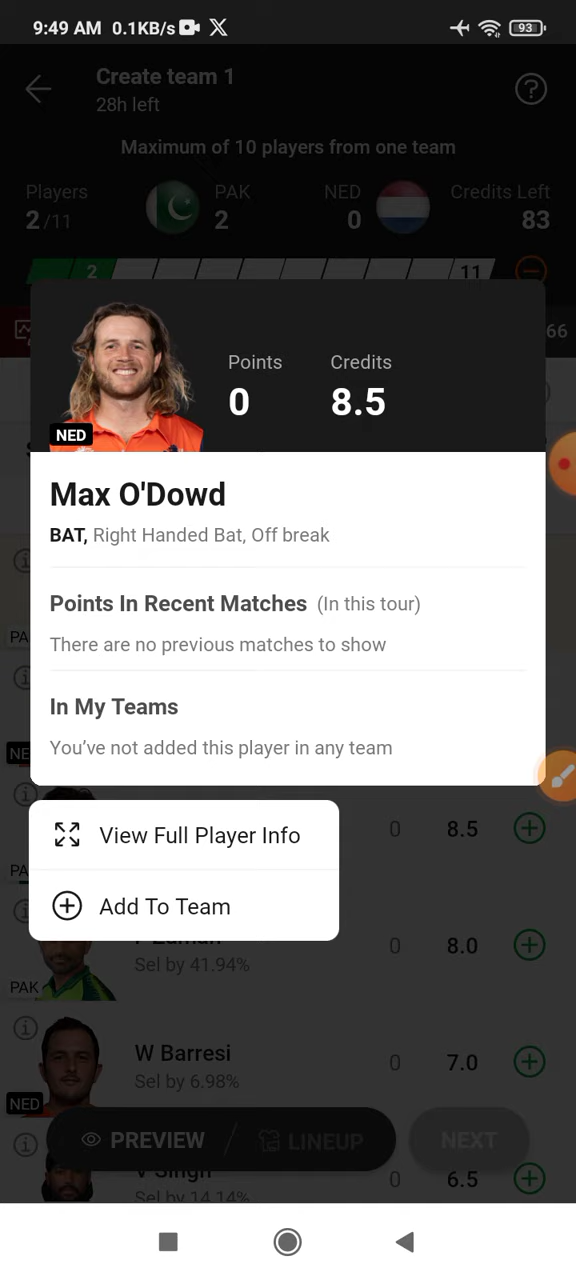 9:49 AM 0.1KB/s
93
Create team 1
28h left
Maximum of 10 players from one team
Players PAK NED Credits Left
2/11 2 0 83
2 11
66
Points Credits
0 8.5
NED
Max O'Dowd
BAT, Right Handed Bat, Off break
Points In Recent Matches (In this tour)
There are no previous matches to show
PA
In My Teams
You've not added this player in any team
NE
View Full Player Info
0 8.5
PA
Add To Team
0 8.0
Sel by 41.94%
PAK
W Barresi
0 7.0
Sel by 6.98%
NED
PREVIEW LINEUP NEXT
V Singh
0 6.5
Sel by 14.14%